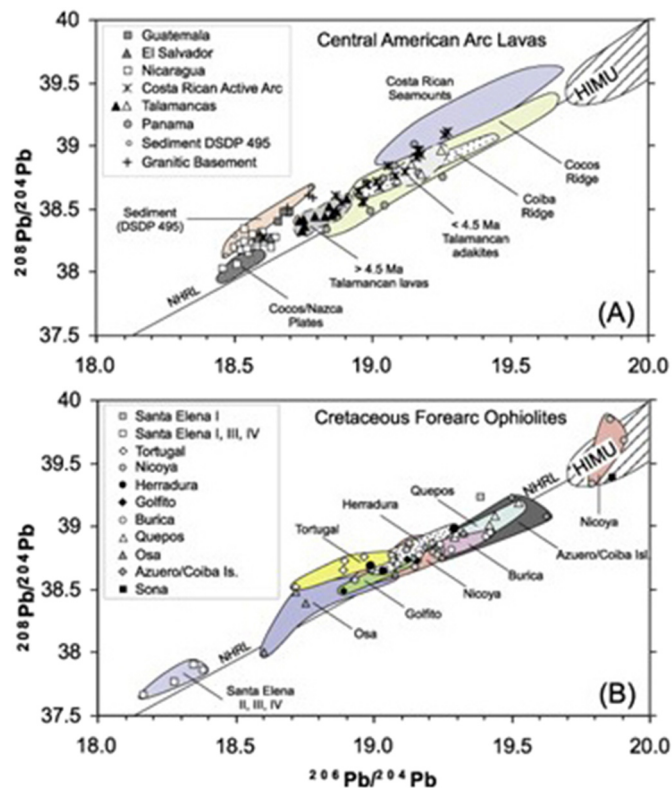 Central American Arc Lavas
Guatemala
El Salvador
Nicaragua
Costa Rican Active Arc
Talamancas
Panama
Sediment DSDP 495
Granitic Basement
Costa Rican
Seamounts
HIMU
Cocos
Ridge
Coiba
Ridge
< 4.5 Ma
Talamancan
adakites
> 4.5 Ma
Talamancan lavas
Sediment
(DSDP 495)
NHRL
Cocos/Nazca
Plates
(A)
208Pb/204Pb
40.0
39.5
39
38.5
38
37.5
18.0
18.5
19.0
19.5
20.0
Cretaceous Forearc Ophiolites
Santa Elena I
Santa Elena I, III, IV
Tortugal
Nicoya
Herradura
Golfito
Burica
Quepos
Osa
Azuero/Coiba Is.
Sona
HIMU
NHRL
Nicoya
Quepos
Herradura
Tortugal
Azuero/Coiba Isl.
Burica
Nicoya
Golfito
Osa
NHRL
Santa Elena
II, III, IV
(B)
208Pb/204Pb
40
39.5
39
38.5
38
37.5
18.0
18.5
19.0
19.5
20.0
206Pb/204Pb